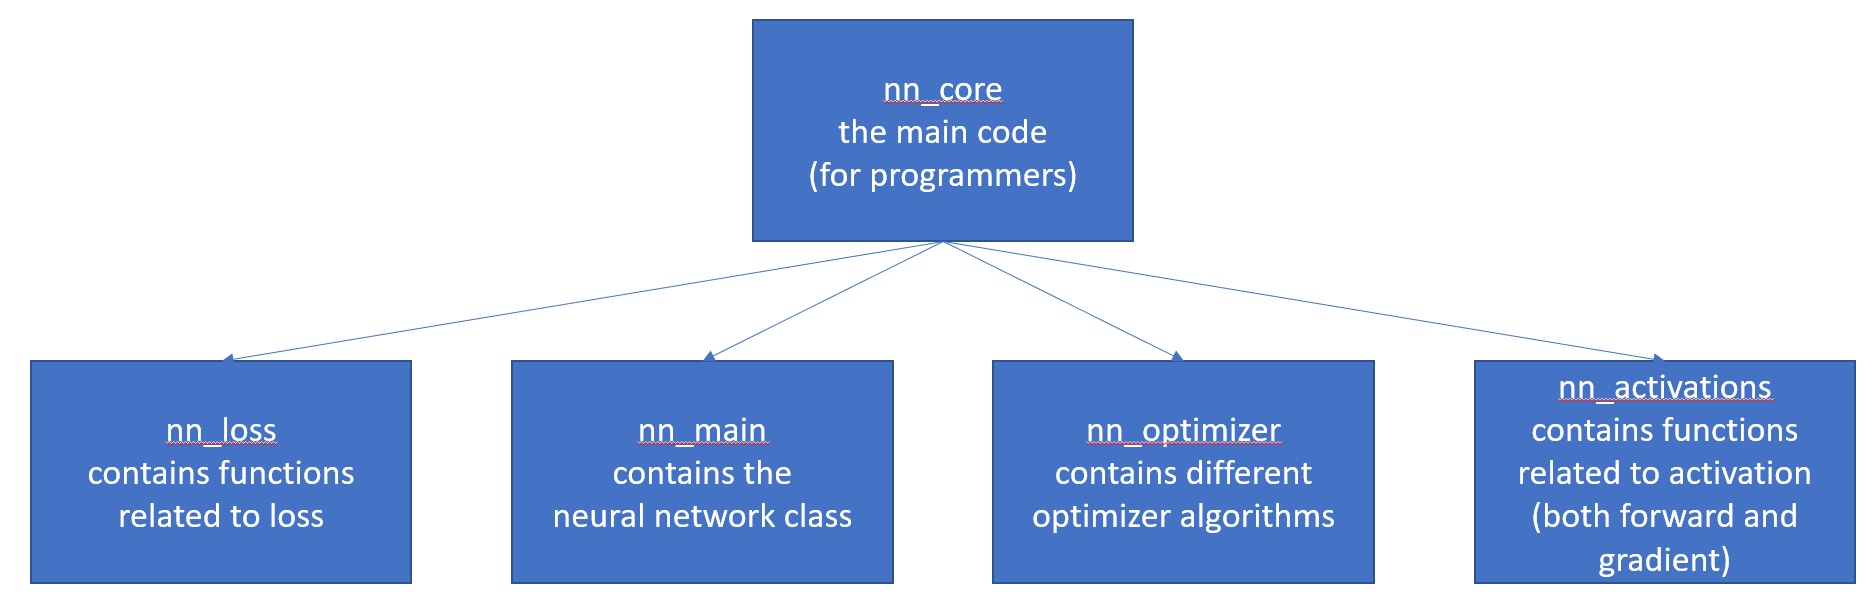 nn_core
the main code
(for programmers)
nn_loss
contains functions
related to loss
nn_main
contains the
neural network class
nn_optimizer
contains different
optimizer algorithms
nn_activations
contains functions
related to activation
(both forward and
gradient)